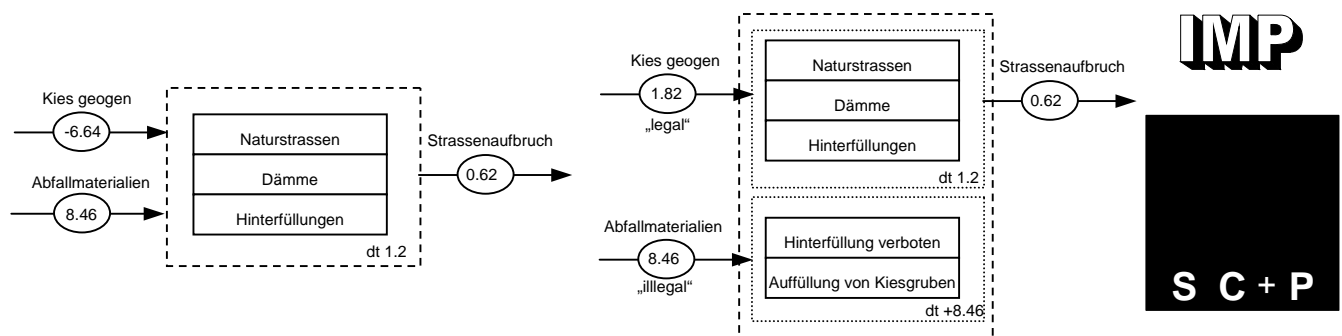 Kies geogen
-6.64
Abfallmaterialien
8.46
Naturstrassen
Dämme
Hinterfüllungen
dt 1.2
Strassenaufbruch
0.62
Kies geogen
1.82
„legal“
Abfallmaterialien
8.46
„illlegal“
Naturstrassen
Dämme
Hinterfüllungen
dt 1.2
Hinterfüllung verboten
Auffüllung von Kiesgruben
dt +8.46
Strassenaufbruch
0.62
IMP
S C + P